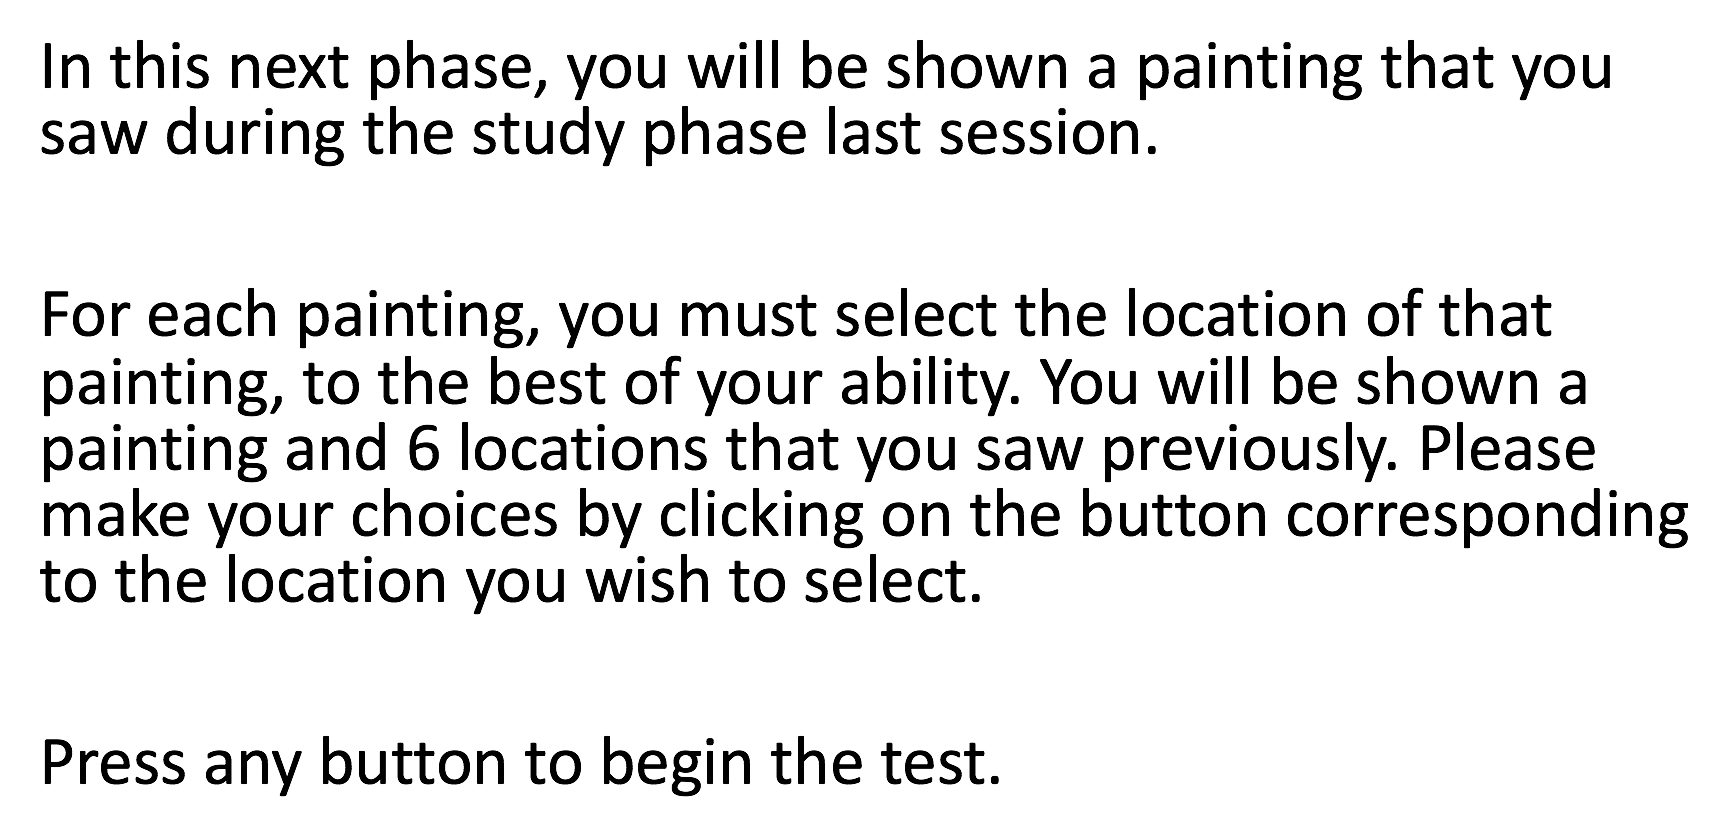 In this next phase, you will be shown a painting that you
saw during the study phase last session.
For each painting, you must select the location of that
painting, to the best of your ability. You will be shown a
painting and 6 locations that you saw previously. Please
make your choices by clicking on the button corresponding
to the location you wish to select.
Press any button to begin the test.